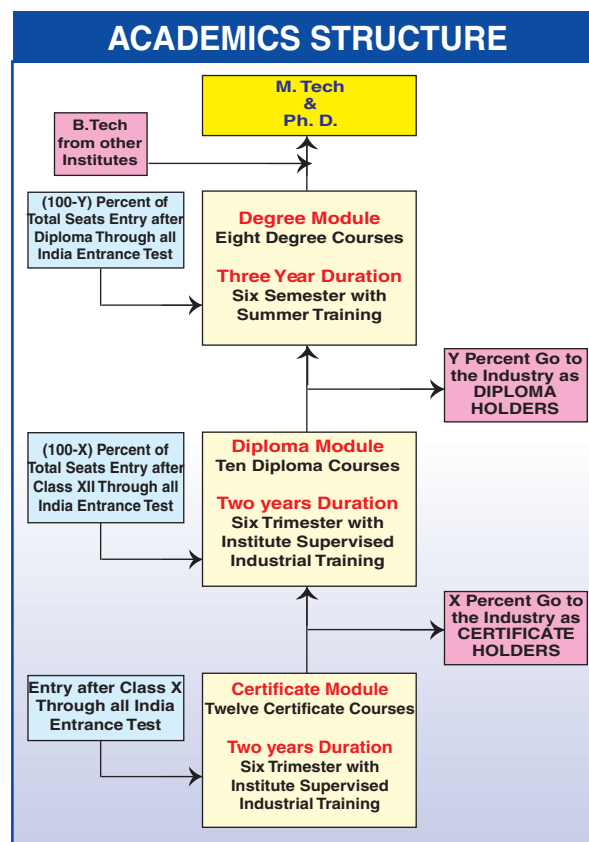 ACADEMICS STRUCTURE
M. Tech
&
Ph. D.
B.Tech
from other
Institutes
(100-Y) Percent of
Total Seats Entry after
Diploma Through all
India Entrance Test
Degree Module
Eight Degree Courses
Three Year Duration
Six Semester with
Summer Training
Y Percent Go to
the Industry as
DIPLOMA
HOLDERS
(100-X) Percent of
Total Seats Entry after
Class XII Through all
India Entrance Test
Diploma Module
Ten Diploma Courses
Two years Duration
Six Trimester with
Institute Supervised
Industrial Training
X Percent Go to
the Industry as
CERTIFICATE
HOLDERS
Entry after Class X
Through all India
Entrance Test
Certificate Module
Twelve Certificate Courses
Two years Duration
Six Trimester with
Institute Supervised
Industrial Training